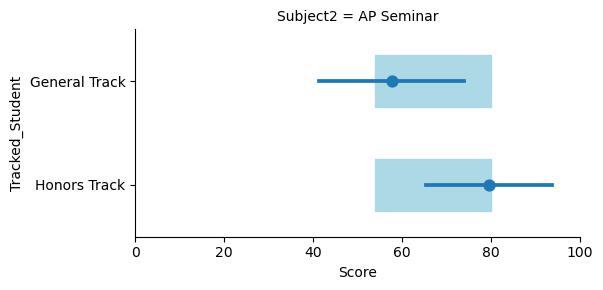 Subject2 = AP Seminar
Tracked_Student
General Track
Honors Track
0 20 40 60 80 100
Score